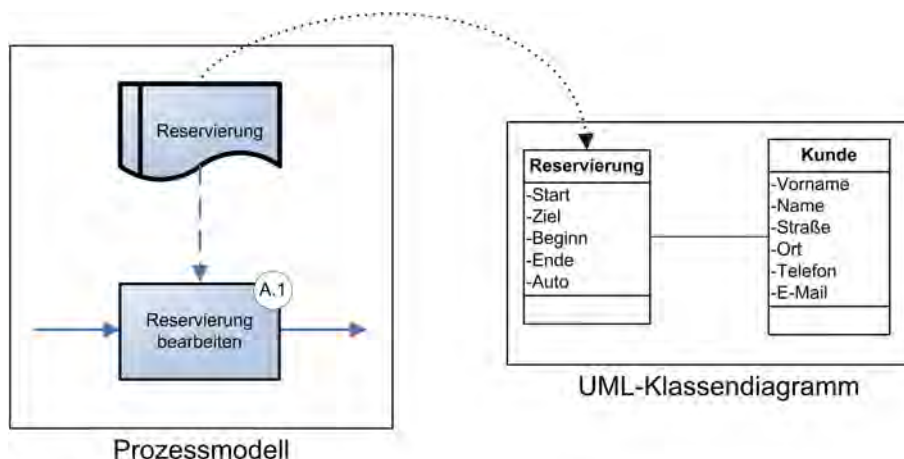 Reservierung
A.1
Reservierung
bearbeiten
Prozessmodell
Reservierung
-Start
-Ziel
-Beginn
-Ende
-Auto
Kunde
-Vorname
-Name
-Straße
-Ort
-Telefon
-E-Mail
UML-Klassendiagramm